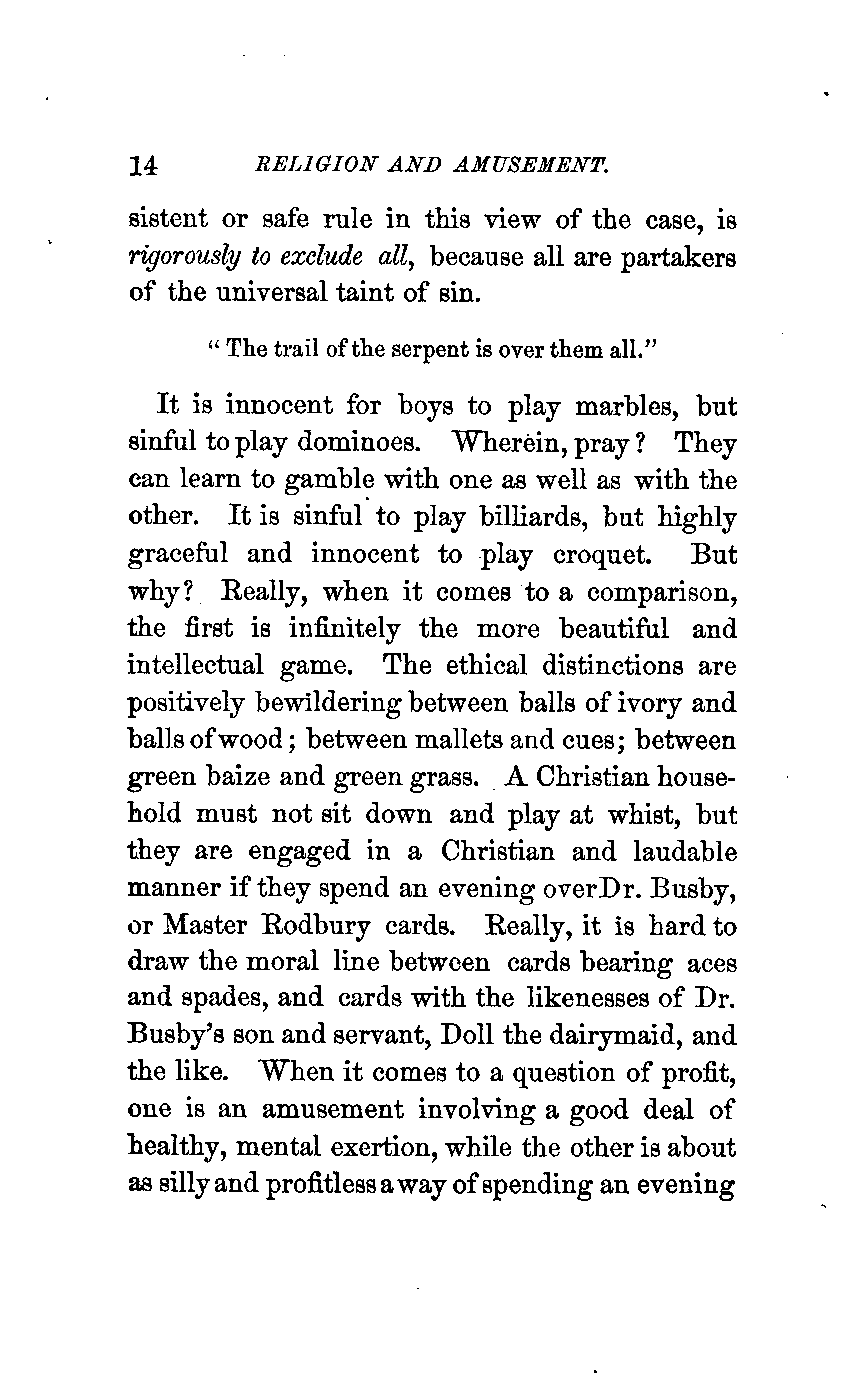 14 RELIGION AND AMUSEMENT.
sistent or safe rule in this view of the case, is
rigorously to exclude all, because all are partakers
of the universal taint of sin.
“ The trail of the serpent is over them all.”
It is innocent for boys to play marbles, but
sinful to play dominoes. Wherein, pray? They
can learn to gamble with one as well as with the
other. It is sinful to play billiards, but highly
graceful and innocent to play croquet. But
why? Really, when it comes to a comparison,
the first is infinitely the more beautiful and
intellectual game. The ethical distinctions are
positively bewildering between balls of ivory and
balls of wood; between mallets and cues; between
green baize and green grass. A Christian house-
hold must not sit down and play at whist, but
they are engaged in a Christian and laudable
manner if they spend an evening over Dr. Busby,
or Master Rodbury cards. Really, it is hard to
draw the moral line between cards bearing aces
and spades, and cards with the likenesses of Dr.
Busby’s son and servant, Doll the dairymaid, and
the like. When it comes to a question of profit,
one is an amusement involving a good deal of
healthy, mental exertion, while the other is about
as silly and profitless a way of spending an evening